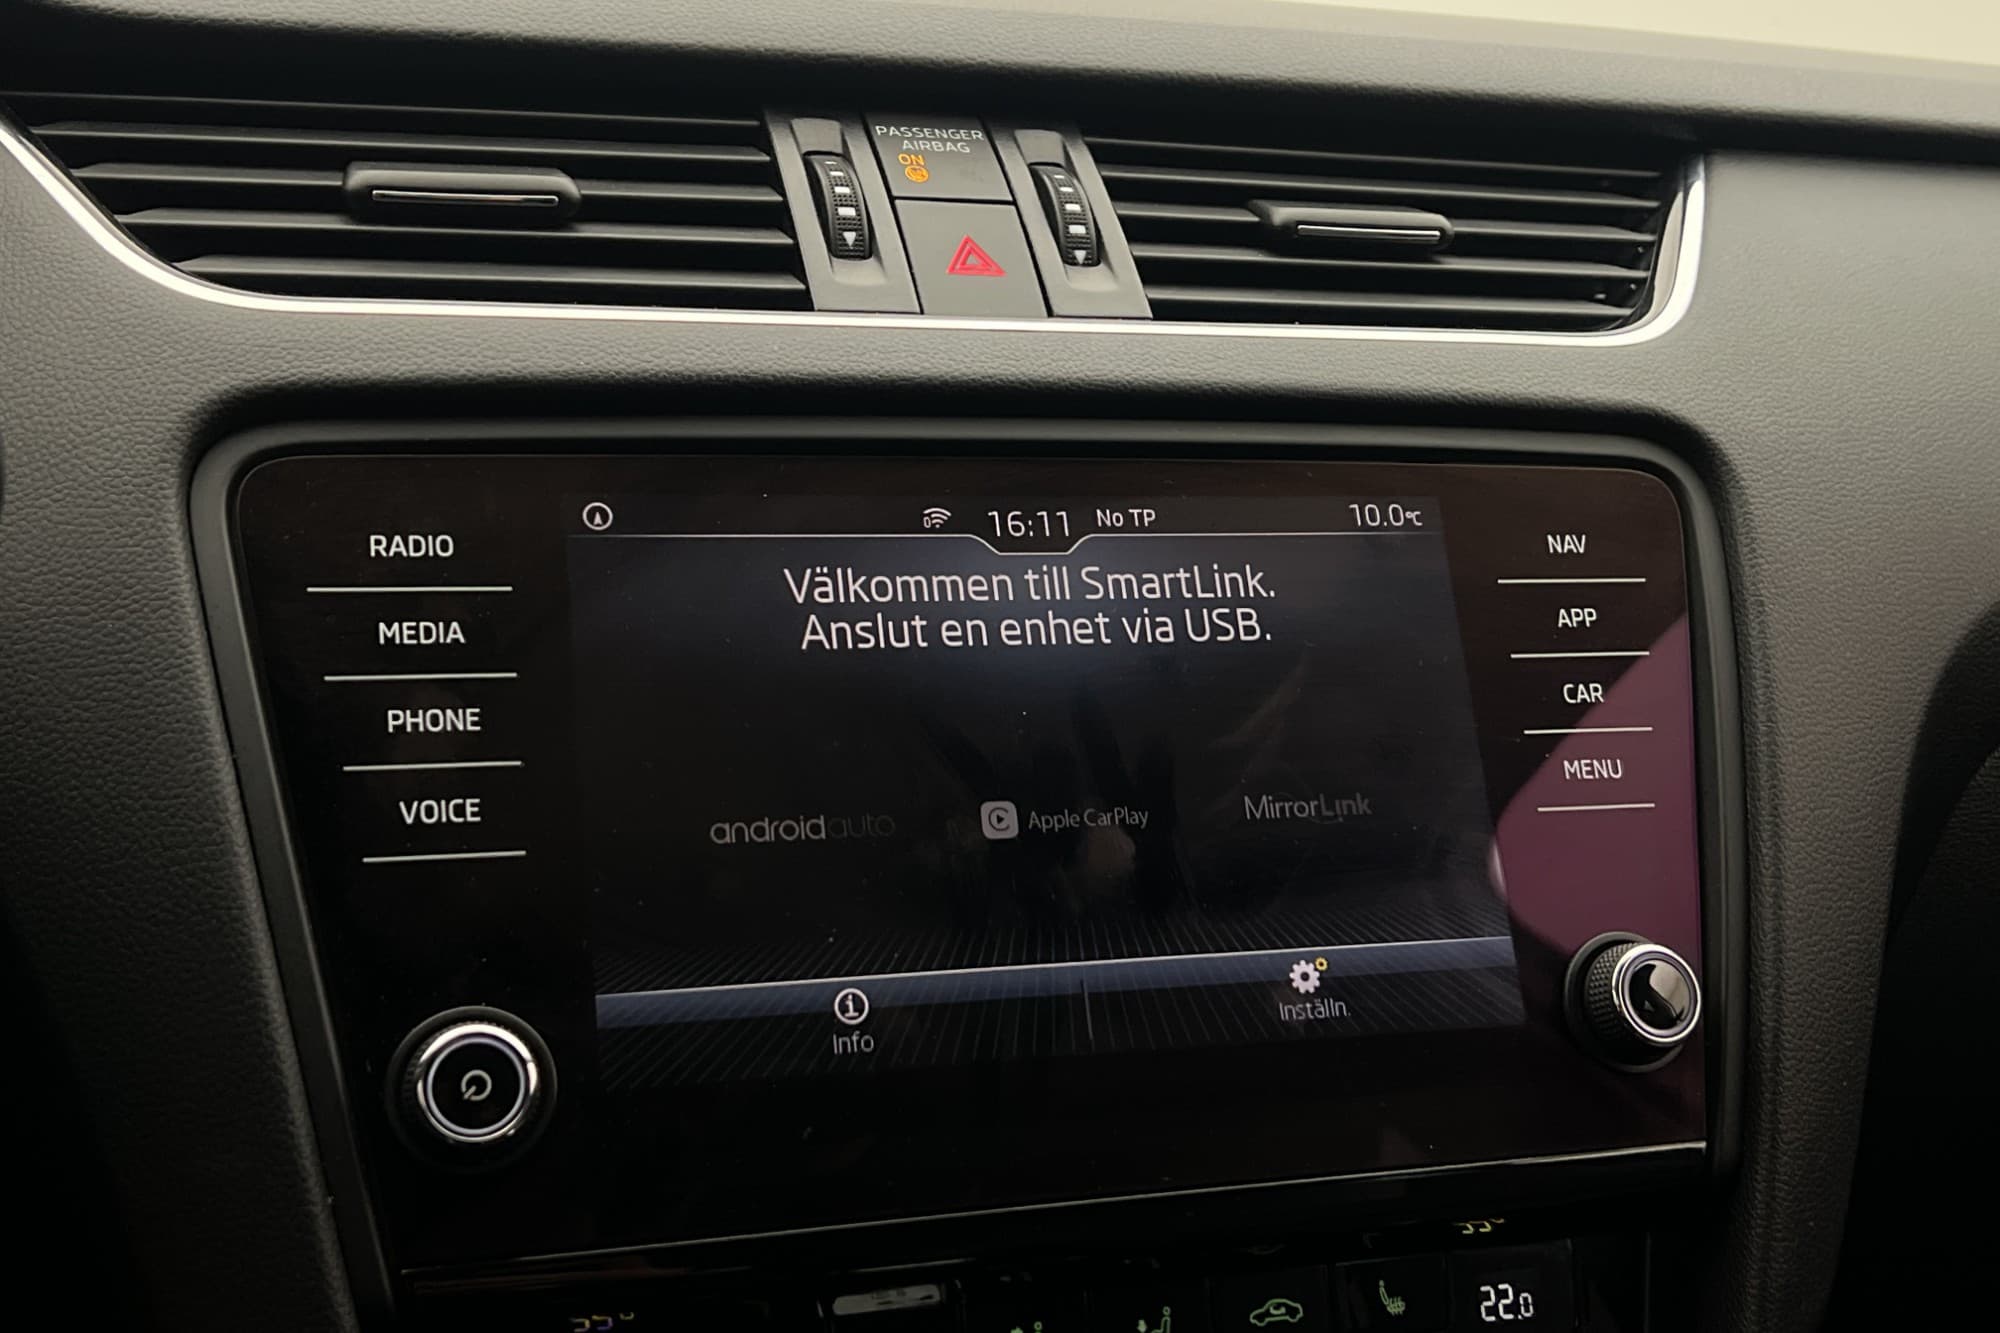 PASSENGER
AIRBAG
ON
16:11 No TP 10.0°C
Välkommen till SmartLink.
Anslut en enhet via USB.
RADIO
MEDIA
PHONE
VOICE
NAV
APP
CAR
MENU
androidauto
Apple CarPlay
MirrorLink
Info
Inställn.
22.0